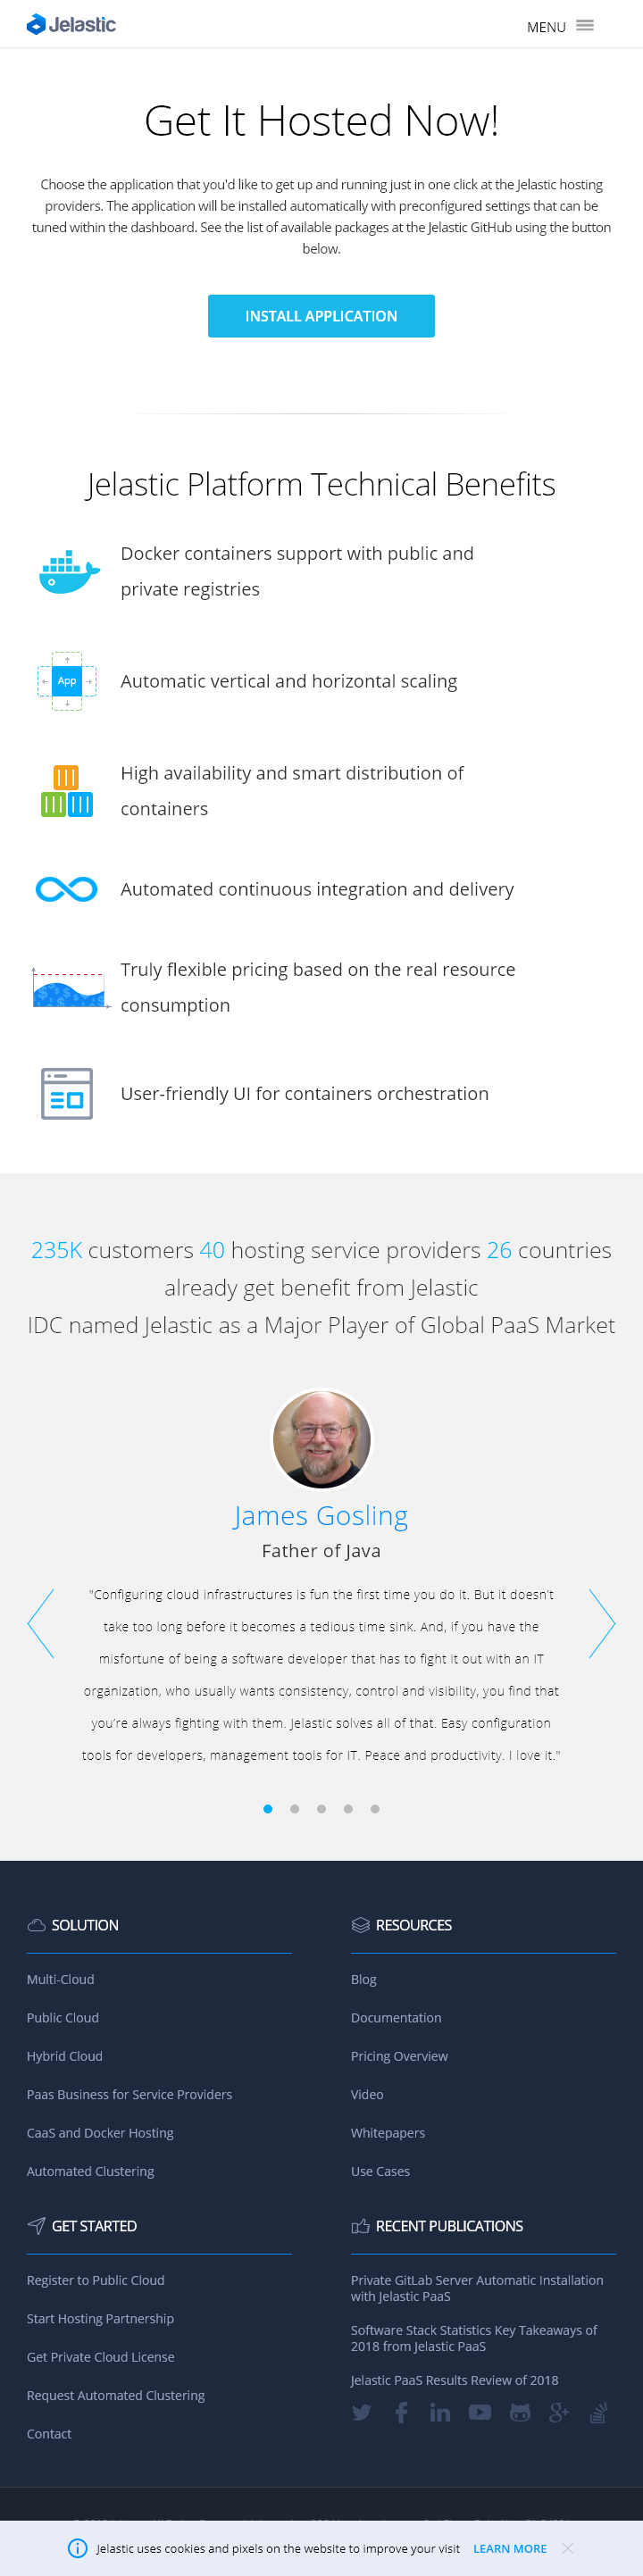 Jelastic
MENU
Get It Hosted Now!
Choose the application that you'd like to get up and running just in one click at the Jelastic hosting
providers. The application will be installed automatically with preconfigured settings that can be
tuned within the dashboard. See the list of available packages at the Jelastic GitHub using the button
below.
INSTALL APPLICATION
Jelastic Platform Technical Benefits
Docker containers support with public and
private registries
App
Automatic vertical and horizontal scaling
High availability and smart distribution of
containers
Automated continuous integration and delivery
Truly flexible pricing based on the real resource
consumption
User-friendly UI for containers orchestration
235K customers 40 hosting service providers 26 countries
already get benefit from Jelastic
IDC named Jelastic as a Major Player of Global PaaS Market
James Gosling
Father of Java
"Configuring cloud infrastructures is fun the first time you do it. But it doesn't
take too long before it becomes a tedious time sink. And, if you have the
misfortune of being a software developer that has to fight it out with an IT
organization, who usually wants consistency, control and visibility, you find that
you're always fighting with them. Jelastic solves all of that. Easy configuration
tools for developers, management tools for IT. Peace and productivity. I love it."
SOLUTION
Multi-Cloud
Public Cloud
Hybrid Cloud
Paas Business for Service Providers
CaaS and Docker Hosting
Automated Clustering
RESOURCES
Blog
Documentation
Pricing Overview
Video
Whitepapers
Use Cases
GET STARTED
Register to Public Cloud
Start Hosting Partnership
Get Private Cloud License
Request Automated Clustering
Contact
RECENT PUBLICATIONS
Private GitLab Server Automatic Installation
with Jelastic PaaS
Software Stack Statistics Key Takeaways of
2018 from Jelastic PaaS
Jelastic PaaS Results Review of 2018
Jelastic uses cookies and pixels on the website to improve your visit LEARN MORE